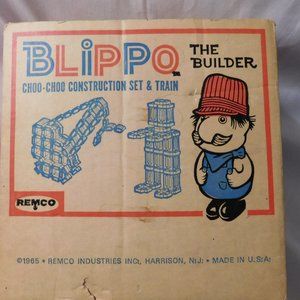 BLiPPO THE BUILDER
CHOO-CHOO CONSTRUCTION SET & TRAIN
REMCO
©1965 • REMCO INDUSTRIES INC., HARRISON, N.J. • MADE IN U.S.A.